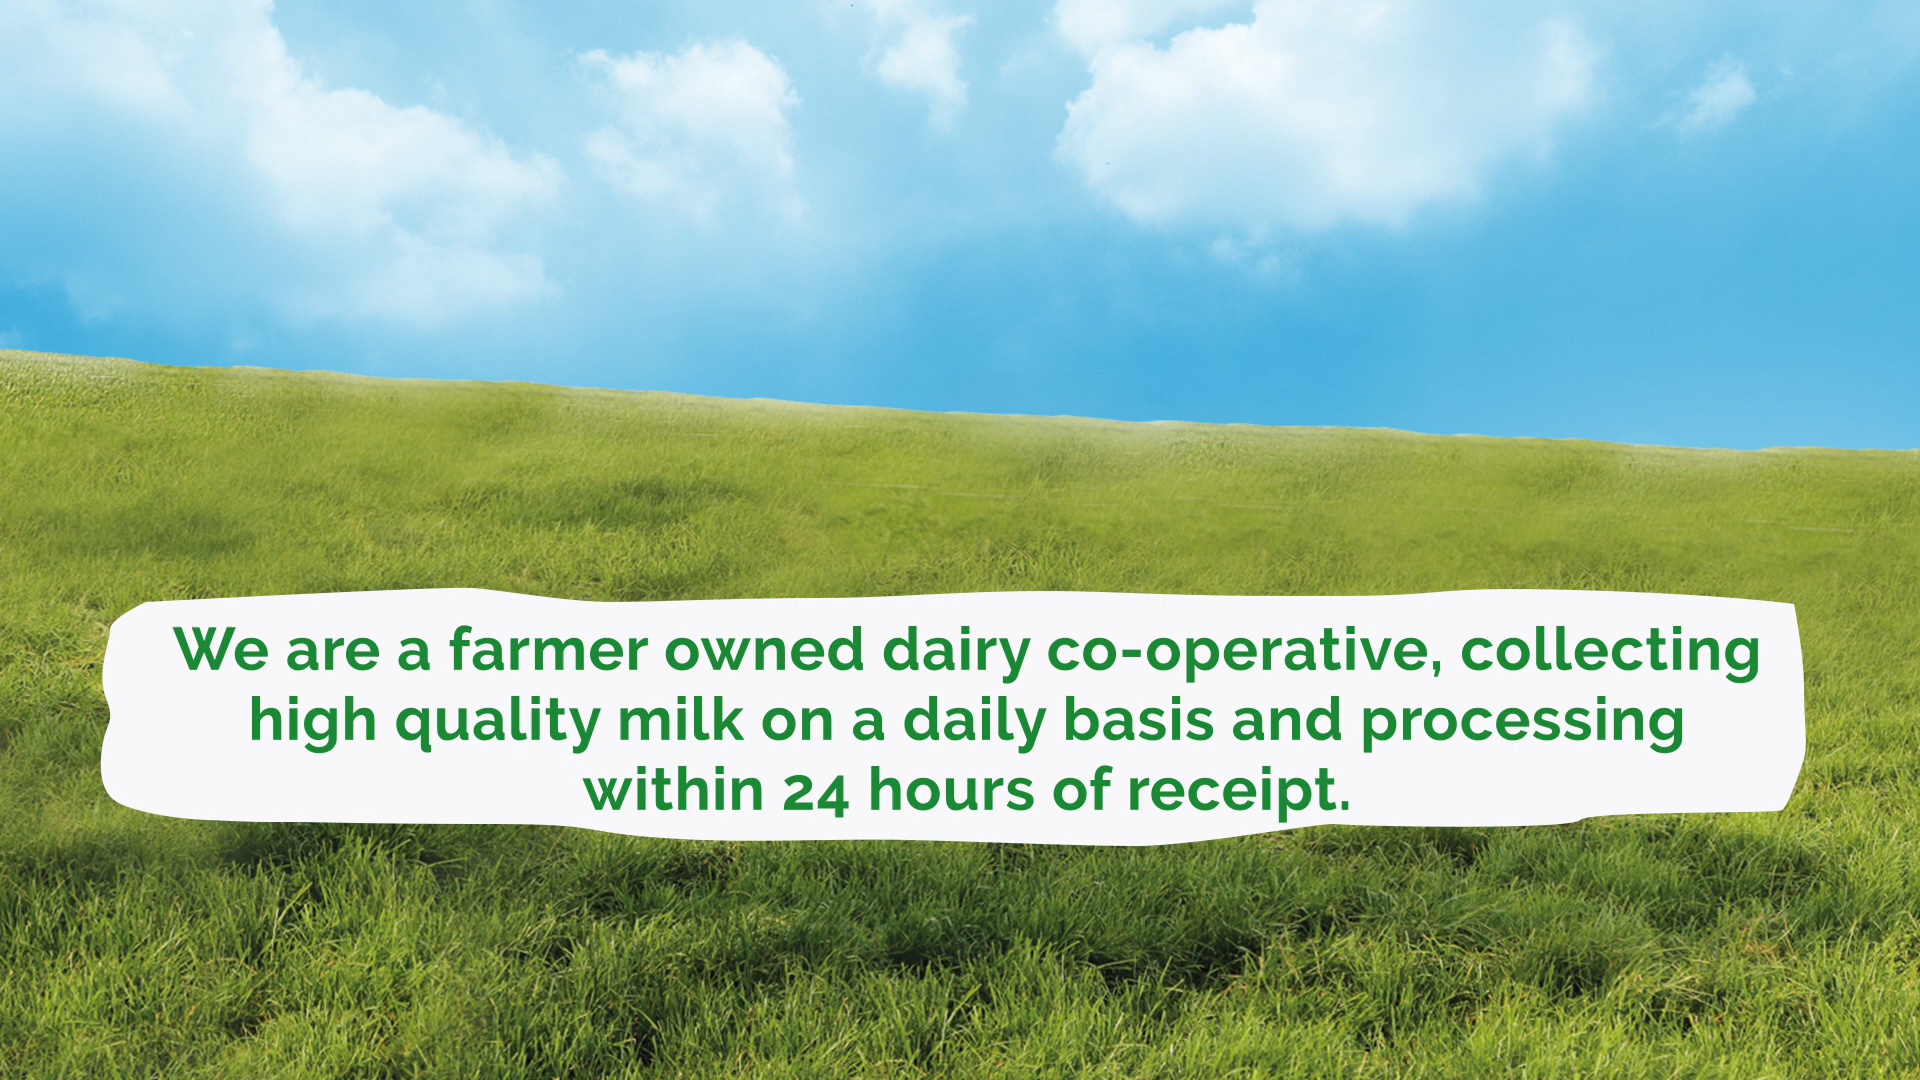 We are a farmer owned dairy co-operative, collecting
high quality milk on a daily basis and processing
within 24 hours of receipt.